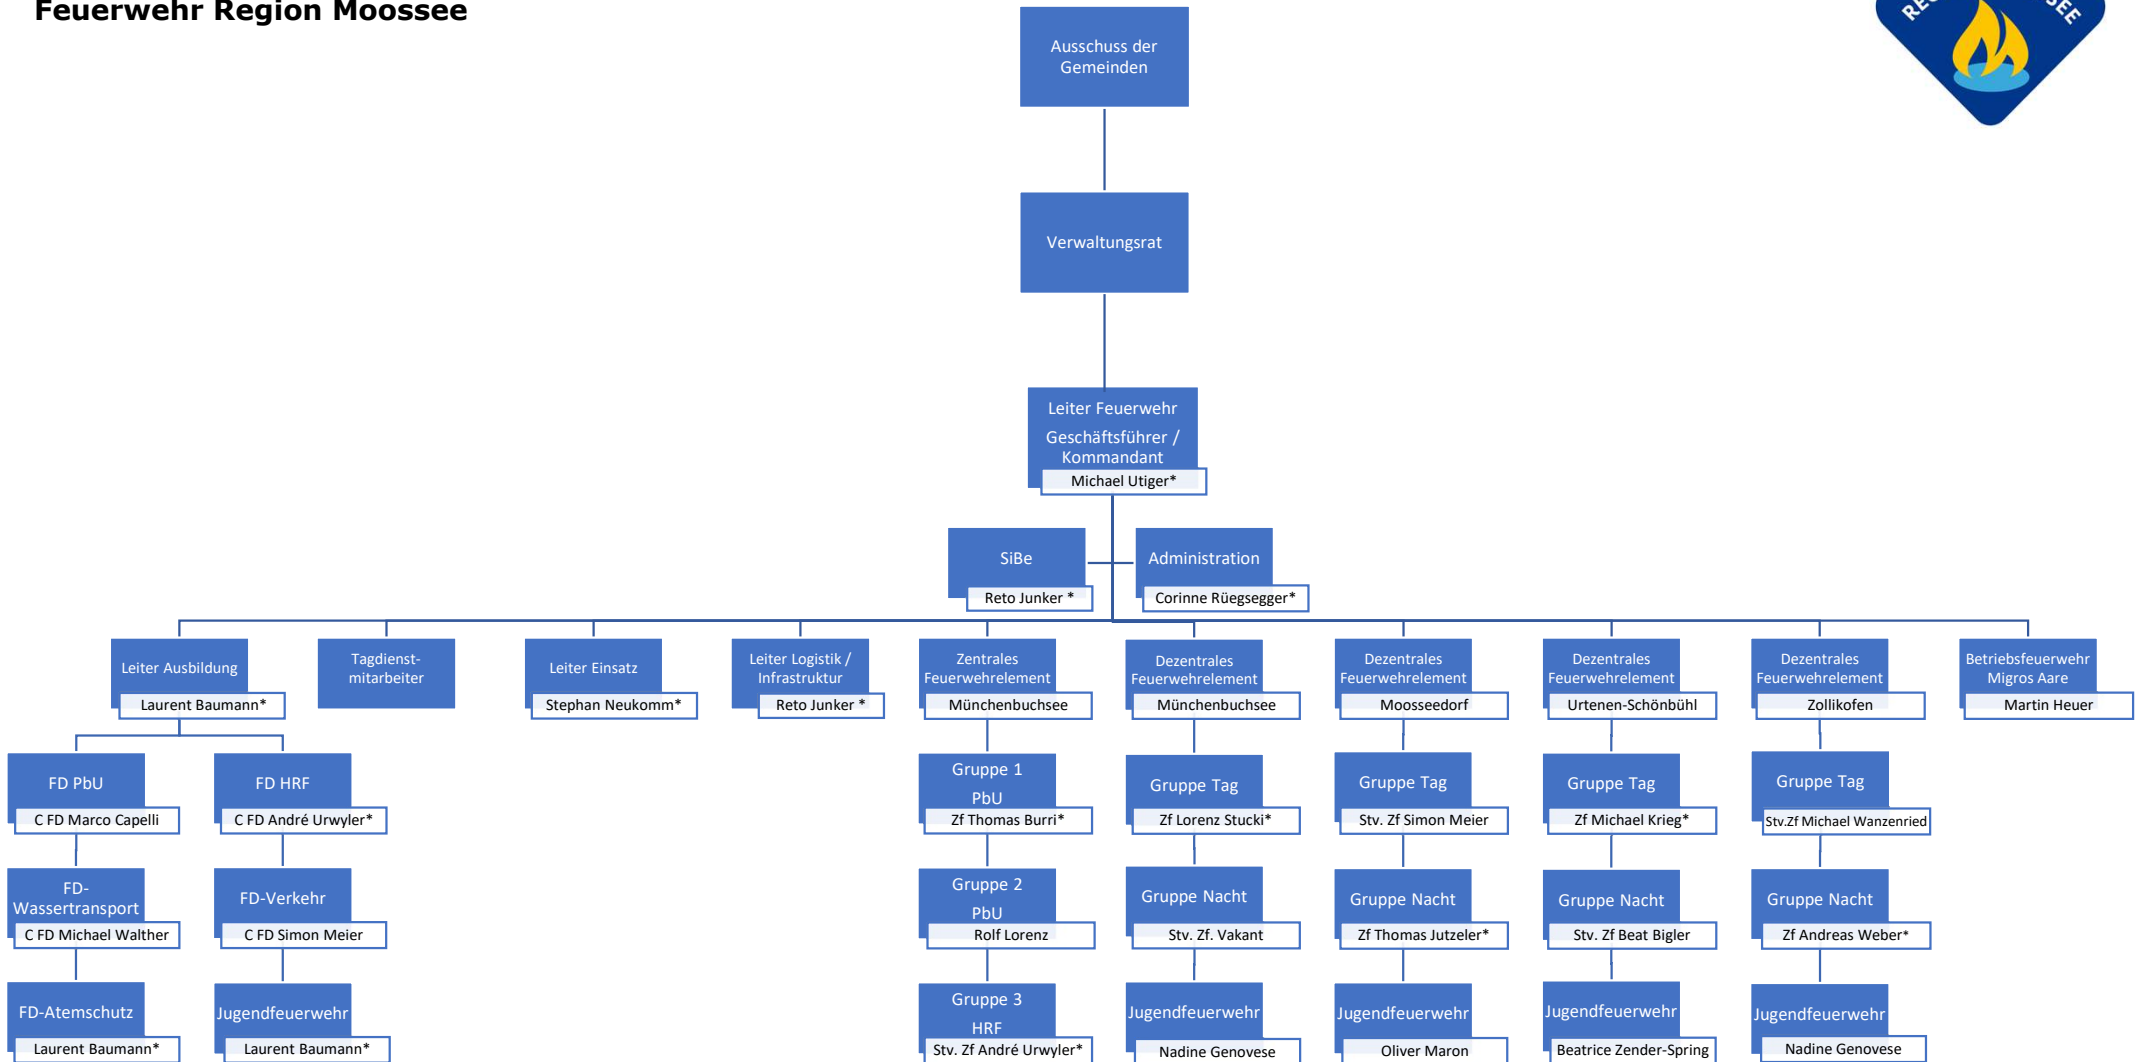 Feuerwehr Region Moossee
Ausschuss der
Gemeinden
Verwaltungsrat
Leiter Feuerwehr
Geschäftsführer /
Kommandant
Michael Utiger*
SiBe
Reto Junker *
Administration
Corinne Rüegsegger*
Leiter Ausbildung
Laurent Baumann*
Tagdienst-
mitarbeiter
Leiter Einsatz
Stephan Neukomm*
Leiter Logistik /
Infrastruktur
Reto Junker *
Zentrales
Feuerwehrelement
Münchenbuchsee
Dezentrales
Feuerwehrelement
Münchenbuchsee
Dezentrales
Feuerwehrelement
Moosseedorf
Dezentrales
Feuerwehrelement
Urtenen-Schönbühl
Dezentrales
Feuerwehrelement
Zollikofen
Betriebsfeuerwehr
Migros Aare
Martin Heuer
FD PbU
C FD Marco Capelli
FD HRF
C FD André Urwyler*
Gruppe 1
PbU
Zf Thomas Burri*
Gruppe Tag
Zf Lorenz Stucki*
Gruppe Tag
Stv. Zf Simon Meier
Gruppe Tag
Zf Michael Krieg*
Gruppe Tag
Stv.Zf Michael Wanzenried
FD-
Wassertransport
C FD Michael Walther
FD-Verkehr
C FD Simon Meier
Gruppe 2
PbU
Rolf Lorenz
Gruppe Nacht
Stv. Zf. Vakant
Gruppe Nacht
Zf Thomas Jutzeler*
Gruppe Nacht
Stv. Zf Beat Bigler
Gruppe Nacht
Zf Andreas Weber*
FD-Atemschutz
Laurent Baumann*
Jugendfeuerwehr
Laurent Baumann*
Gruppe 3
HRF
Stv. Zf André Urwyler*
Jugendfeuerwehr
Nadine Genovese
Jugendfeuerwehr
Oliver Maron
Jugendfeuerwehr
Beatrice Zender-Spring
Jugendfeuerwehr
Nadine Genovese